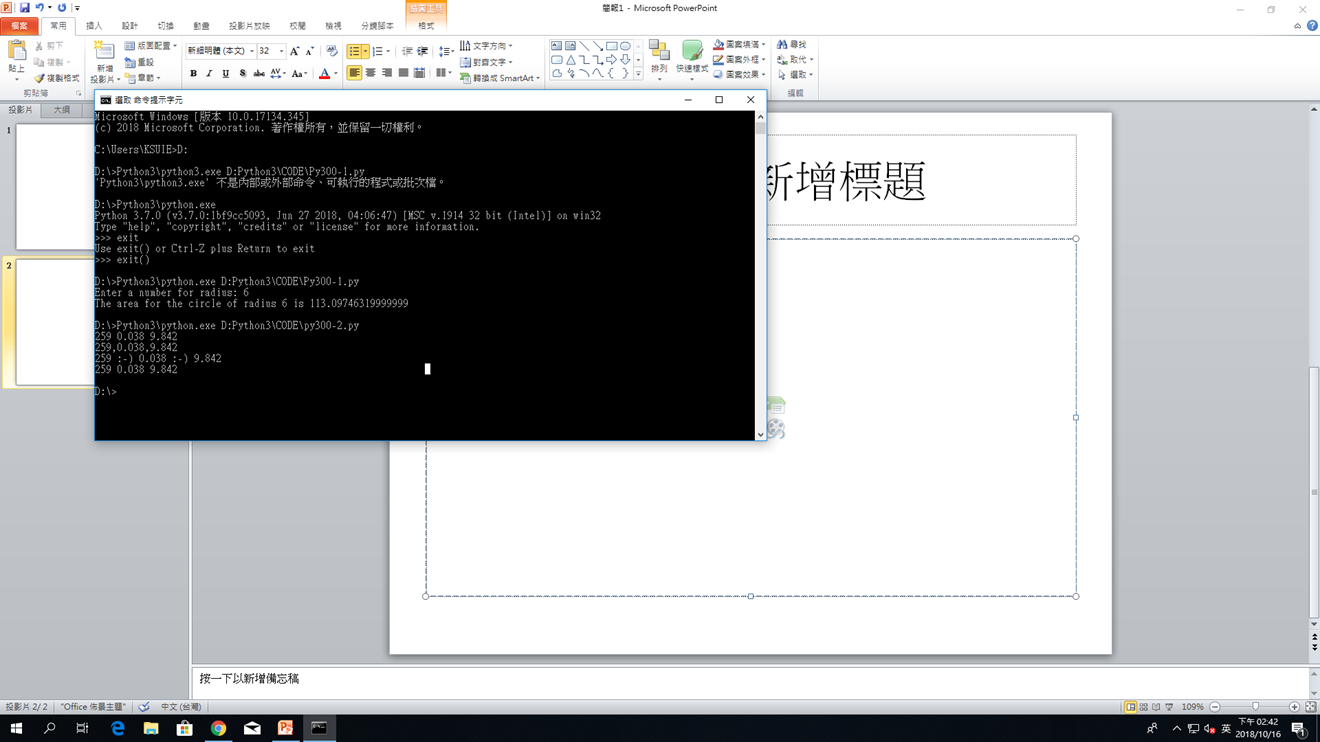 簡報1 - Microsoft PowerPoint
繪圖工具
檔案 常用 插入 設計 切換 動畫 投影片放映 校閱 檢視 分鏡腳本 格式
貼上
剪下
複製
複製格式
剪貼簿
新增
投影片
版面配置
重設
章節
新細明體 (本文) 32
B I U S abc AV Aa A
文字方向
對齊文字
轉換成 SmartArt
排列
快速樣式
圖案填滿
圖案外框
圖案效果
尋找
取代
選取
編輯
投影片 大綱
1
2
選取 命令提示字元
Microsoft Windows [版本 10.0.17134.345]
(c) 2018 Microsoft Corporation. 著作權所有，並保留一切權利。
C:\Users\KSUIE>D:
D:\>Python3\python3.exe D:Python3\CODE\Py300-1.py
'Python3\python3.exe' 不是內部或外部命令、可執行的程式或批次檔。
D:\>Python3\python.exe
Python 3.7.0 (v3.7.0:1bf9cc5093, Jun 27 2018, 04:06:47) [MSC v.1914 32 bit (Intel)] on win32
Type "help", "copyright", "credits" or "license" for more information.
>>> exit
Use exit() or Ctrl-Z plus Return to exit
>>> exit()
D:\>Python3\python.exe D:Python3\CODE\Py300-1.py
Enter a number for radius: 6
The area for the circle of radius 6 is 113.09746319999999
D:\>Python3\python.exe D:Python3\CODE\py300-2.py
259 0.038 9.842
259,0.038,9.842
259 :-) 0.038 :-) 9.842
259 0.038 9.842
D:\>
新增標題
按一下以新增備忘稿
投影片 2/ 2 "Office 佈景主題" 中文 (台灣) 109%
英
下午 02:42
2018/10/16
1